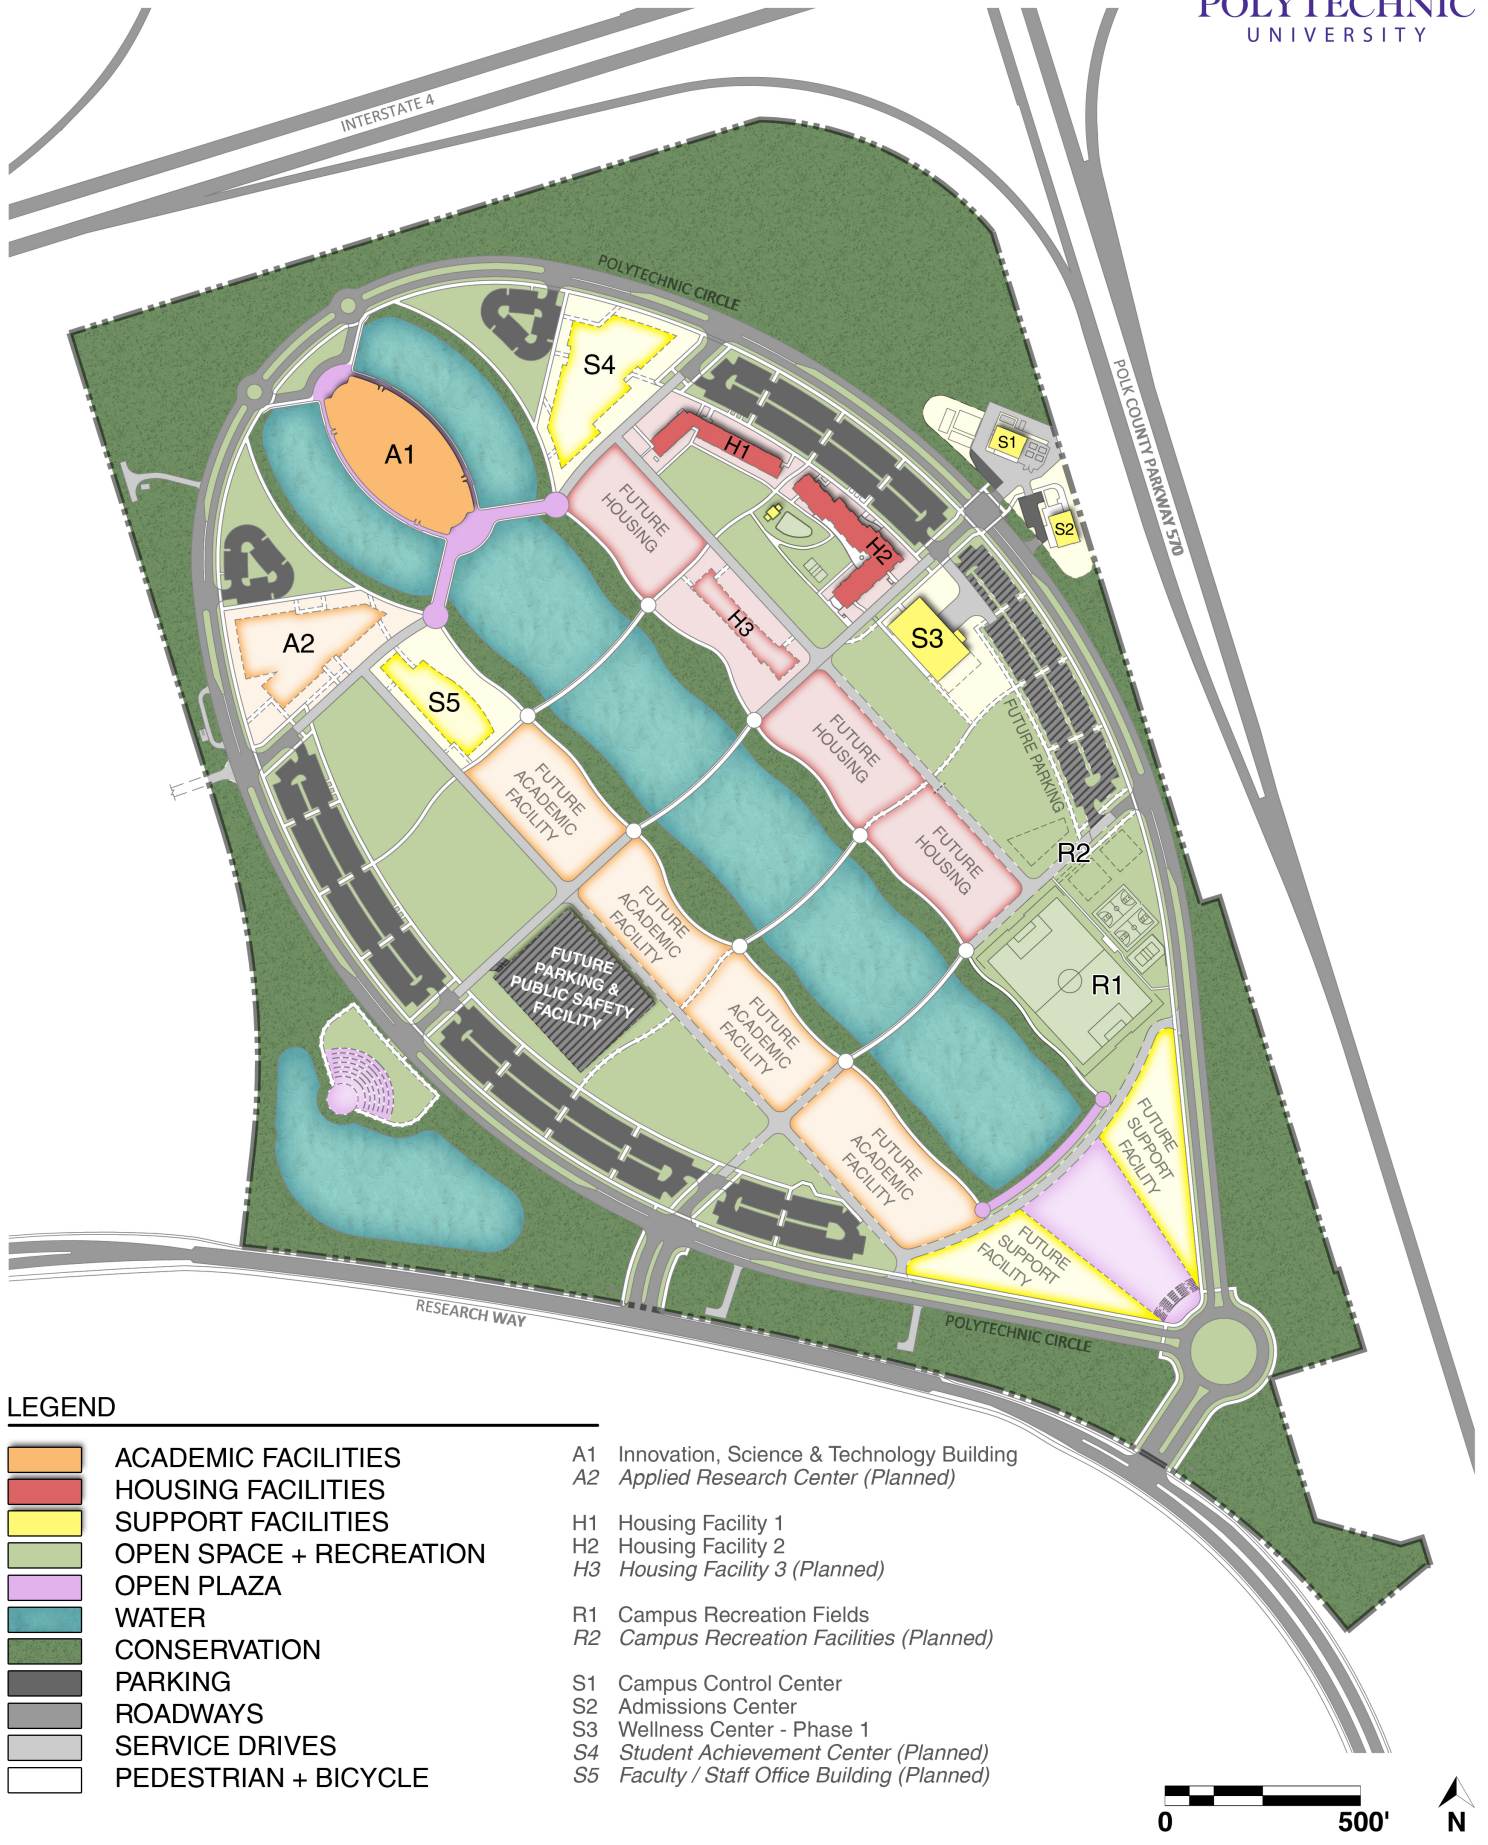 POLYTECHNIC
UNIVERSITY
INTERSTATE 4
POLYTECHNIC CIRCLE
POLK COUNTY PARKWAY 570
S4
A1
H1
S1
S2
FUTURE
HOUSING
H2
H3
A2
S3
S5
FUTURE PARKING
FUTURE
HOUSING
FUTURE
ACADEMIC
FACILITY
FUTURE
HOUSING
R2
FUTURE
ACADEMIC
FACILITY
FUTURE
PARKING &
PUBLIC SAFETY
FACILITY
R1
FUTURE
ACADEMIC
FACILITY
FUTURE
SUPPORT
FACILITY
FUTURE
ACADEMIC
FACILITY
FUTURE
SUPPORT
FACILITY
RESEARCH WAY
POLYTECHNIC CIRCLE
LEGEND
ACADEMIC FACILITIES
HOUSING FACILITIES
SUPPORT FACILITIES
OPEN SPACE + RECREATION
OPEN PLAZA
WATER
CONSERVATION
PARKING
ROADWAYS
SERVICE DRIVES
PEDESTRIAN + BICYCLE
A1 Innovation, Science & Technology Building
A2 Applied Research Center (Planned)
H1 Housing Facility 1
H2 Housing Facility 2
H3 Housing Facility 3 (Planned)
R1 Campus Recreation Fields
R2 Campus Recreation Facilities (Planned)
S1 Campus Control Center
S2 Admissions Center
S3 Wellness Center - Phase 1
S4 Student Achievement Center (Planned)
S5 Faculty / Staff Office Building (Planned)
0 500'
N